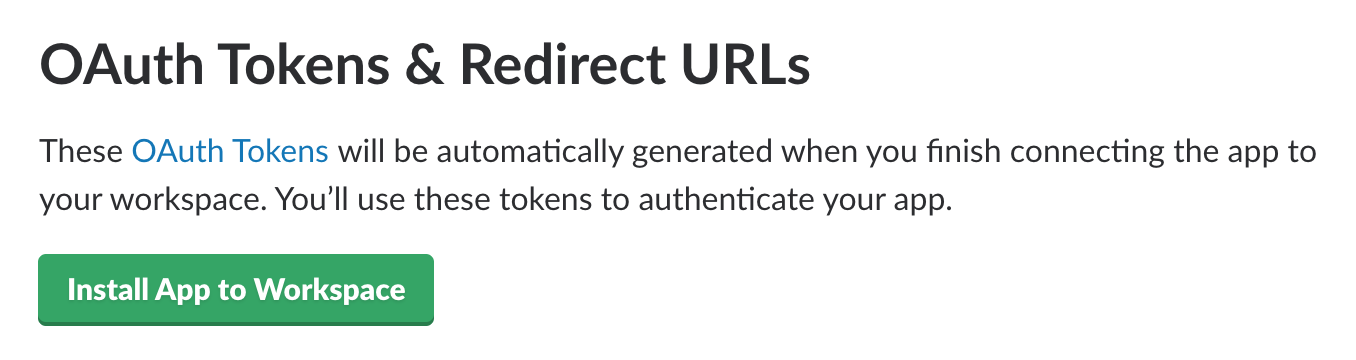 OAuth Tokens & Redirect URLs
These OAuth Tokens will be automatically generated when you finish connecting the app to
your workspace. You’ll use these tokens to authenticate your app.
Install App to Workspace